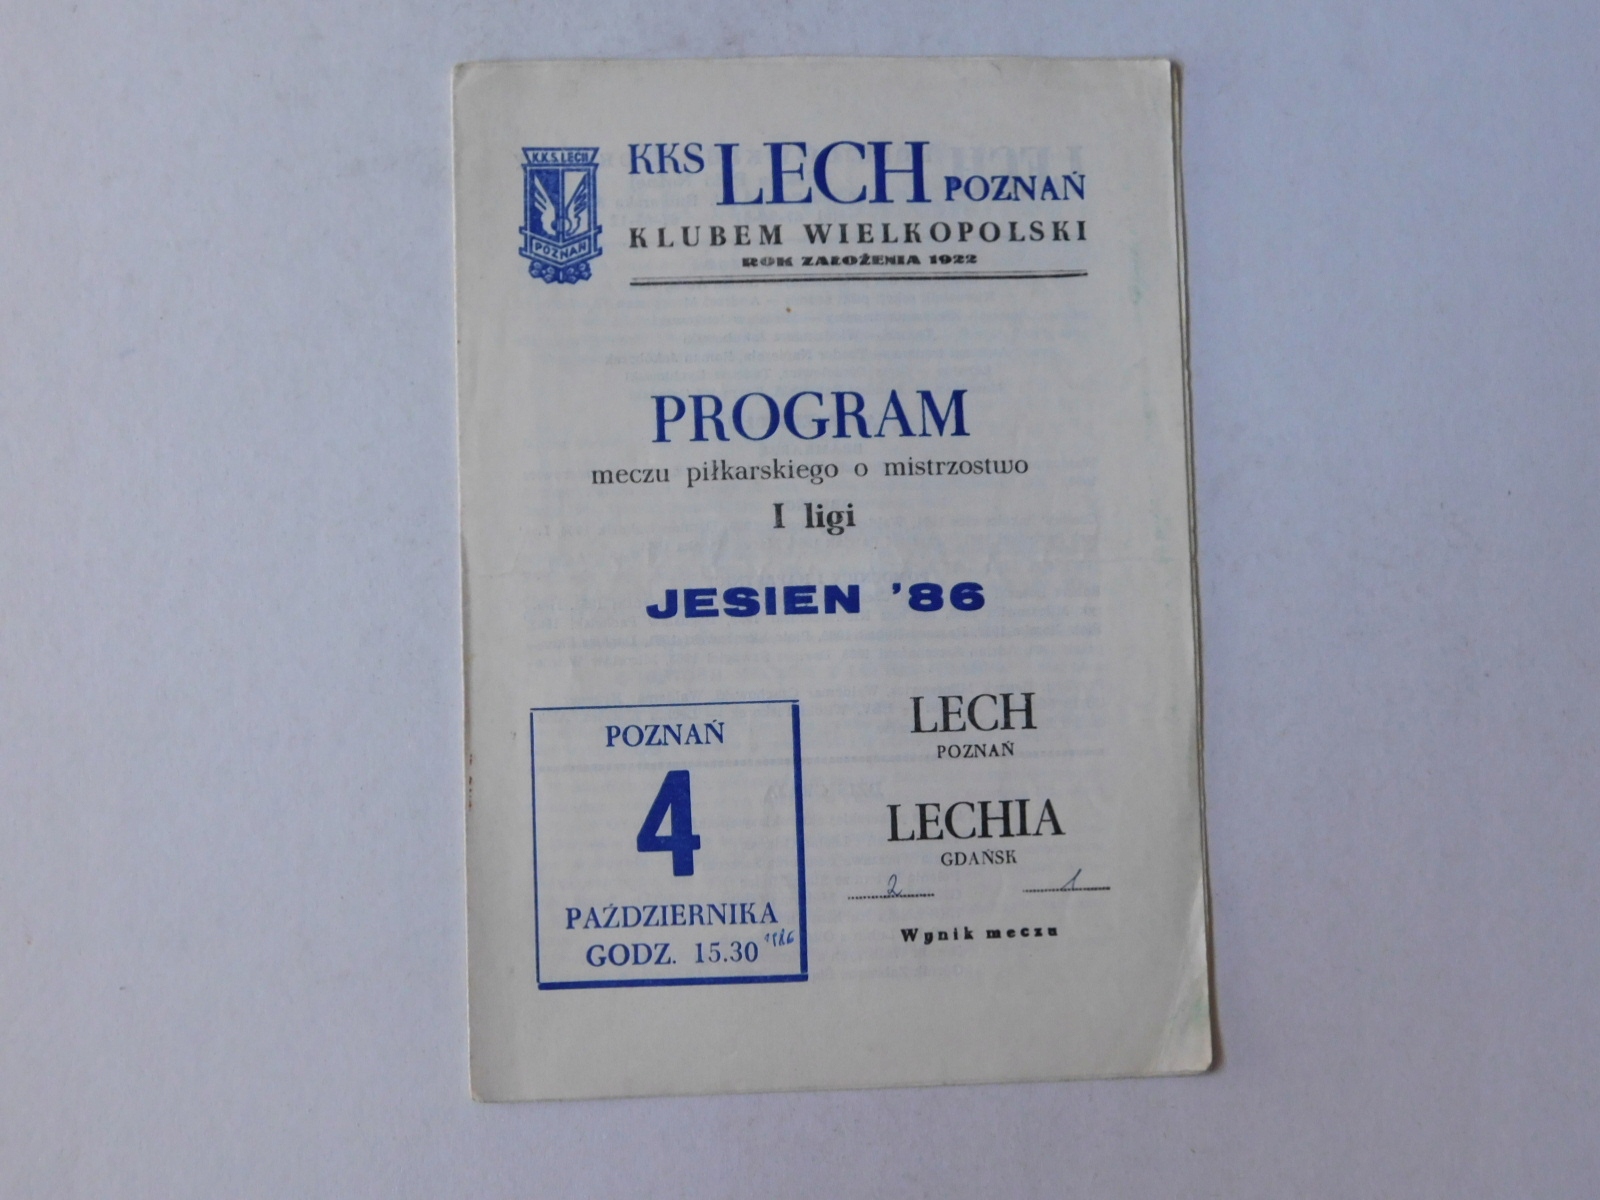 K.K.S. LECH
POZNAŃ
KKS LECH POZNAŃ
KLUBEM WIELKOPOLSKI
ROK ZAŁOŻENIA 1922
PROGRAM
meczu piłkarskiego o mistrzostwo
I ligi
JESIEN '86
POZNAŃ
4
PAŹDZIERNIKA
GODZ. 15.30
LECH
POZNAŃ
LECHIA
GDAŃSK
2 1
Wynik meczu